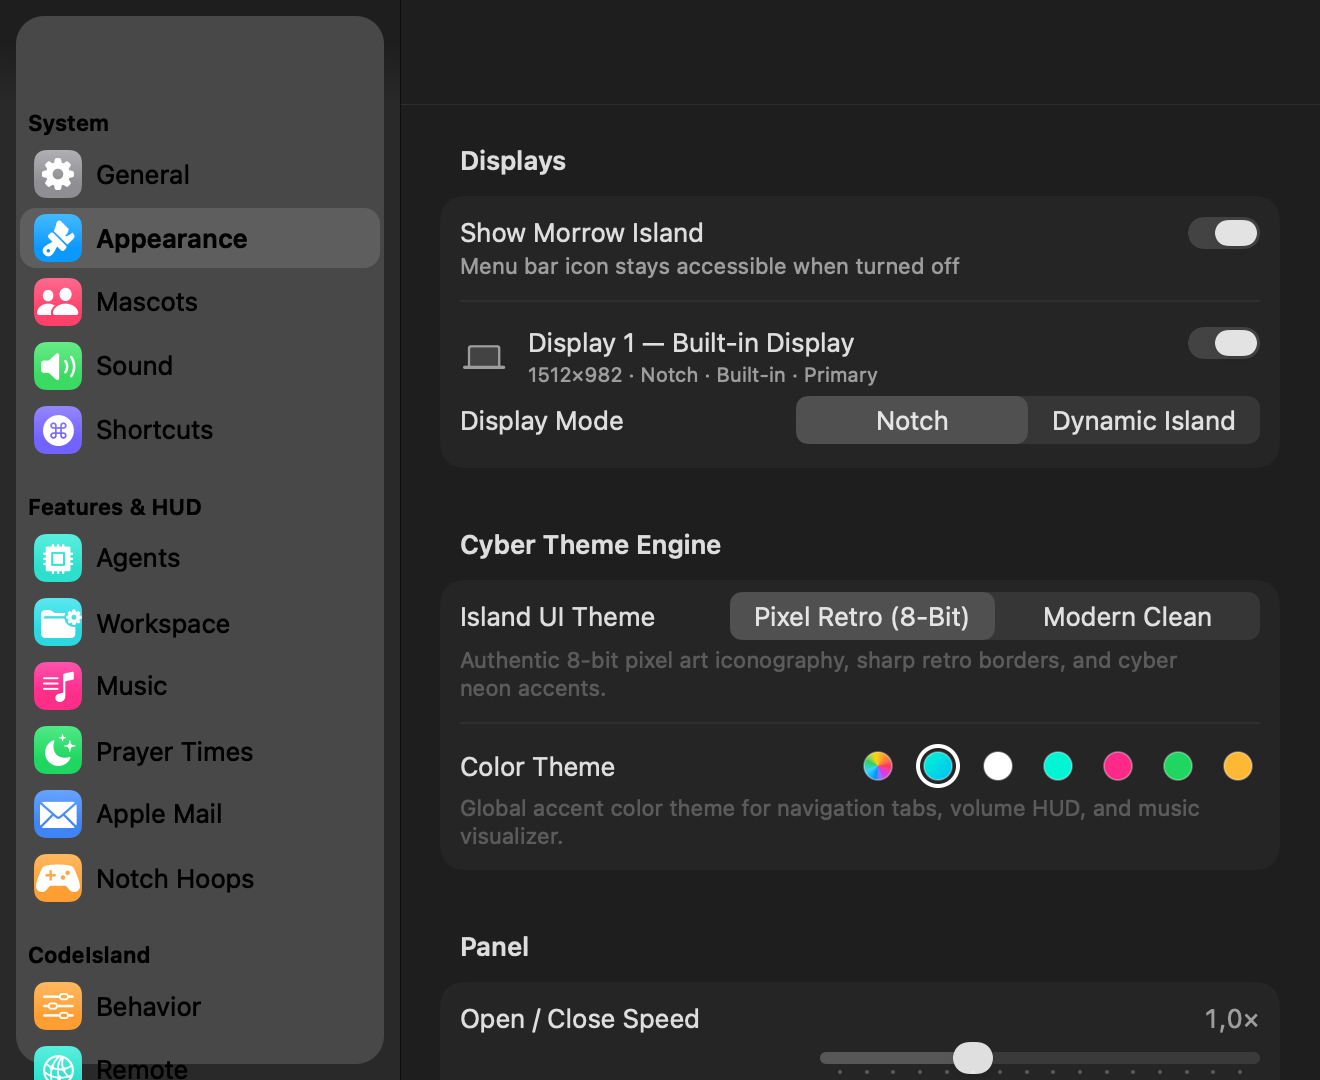 System
General
Appearance
Mascots
Sound
Shortcuts
Features & HUD
Agents
Workspace
Music
Prayer Times
Apple Mail
Notch Hoops
CodeIsland
Behavior
Remote
Displays
Show Morrow Island
Menu bar icon stays accessible when turned off
Display 1 — Built-in Display
1512×982 · Notch · Built-in · Primary
Display Mode
Notch
Dynamic Island
Cyber Theme Engine
Island UI Theme
Pixel Retro (8-Bit)
Modern Clean
Authentic 8-bit pixel art iconography, sharp retro borders, and cyber
neon accents.
Color Theme
Global accent color theme for navigation tabs, volume HUD, and music
visualizer.
Panel
Open / Close Speed
1,0×